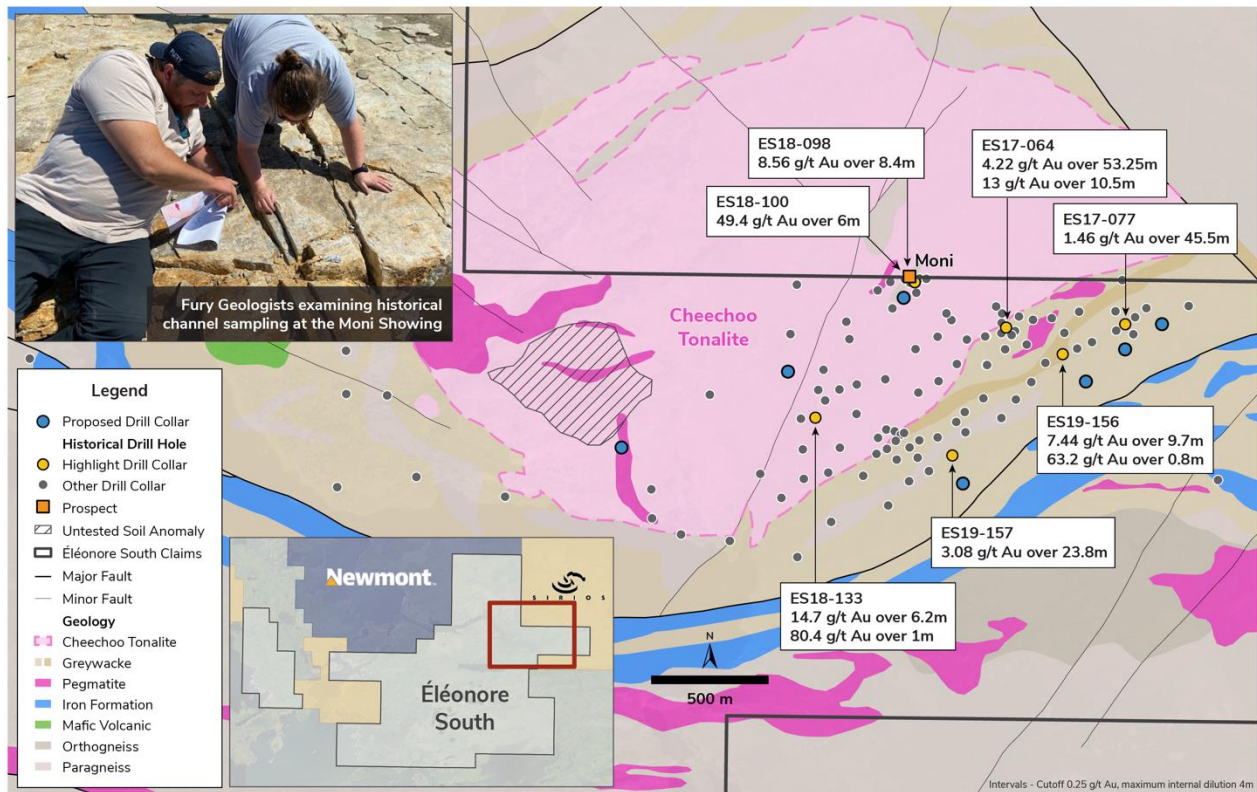 Fury Geologists examining historical
channel sampling at the Moni Showing
ES18-098
8.56 g/t Au over 8.4m
ES18-100
49.4 g/t Au over 6m
ES17-064
4.22 g/t Au over 53.25m
13 g/t Au over 10.5m
ES17-077
1.46 g/t Au over 45.5m
Moni
Cheechoo
Tonalite
ES19-156
7.44 g/t Au over 9.7m
63.2 g/t Au over 0.8m
ES19-157
3.08 g/t Au over 23.8m
ES18-133
14.7 g/t Au over 6.2m
80.4 g/t Au over 1m
Legend
Proposed Drill Collar
Historical Drill Hole
Highlight Drill Collar
Other Drill Collar
Prospect
Untested Soil Anomaly
Éléonore South Claims
Major Fault
Minor Fault
Geology
Cheechoo Tonalite
Greywacke
Pegmatite
Iron Formation
Mafic Volcanic
Orthogneiss
Paragneiss
Newmont
SIRIOS
Éléonore
South
N
500 m
Intervals - Cutoff 0.25 g/t Au, maximum internal dilution 4m